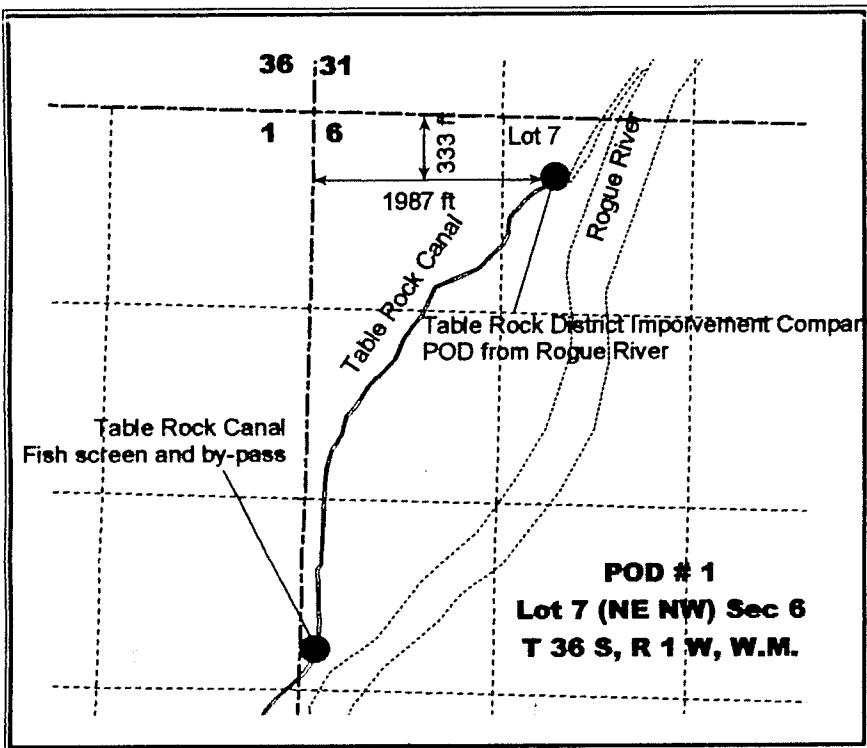 36 31
1 6
333 ft
Lot 7
1987 ft
Rogue River
Table Rock Canal
Table Rock District Imporvement Compar
POD from Rogue River
Table Rock Canal
Fish screen and by-pass
POD # 1
Lot 7 (NE NW) Sec 6
T 36 S, R 1 W, W.M.